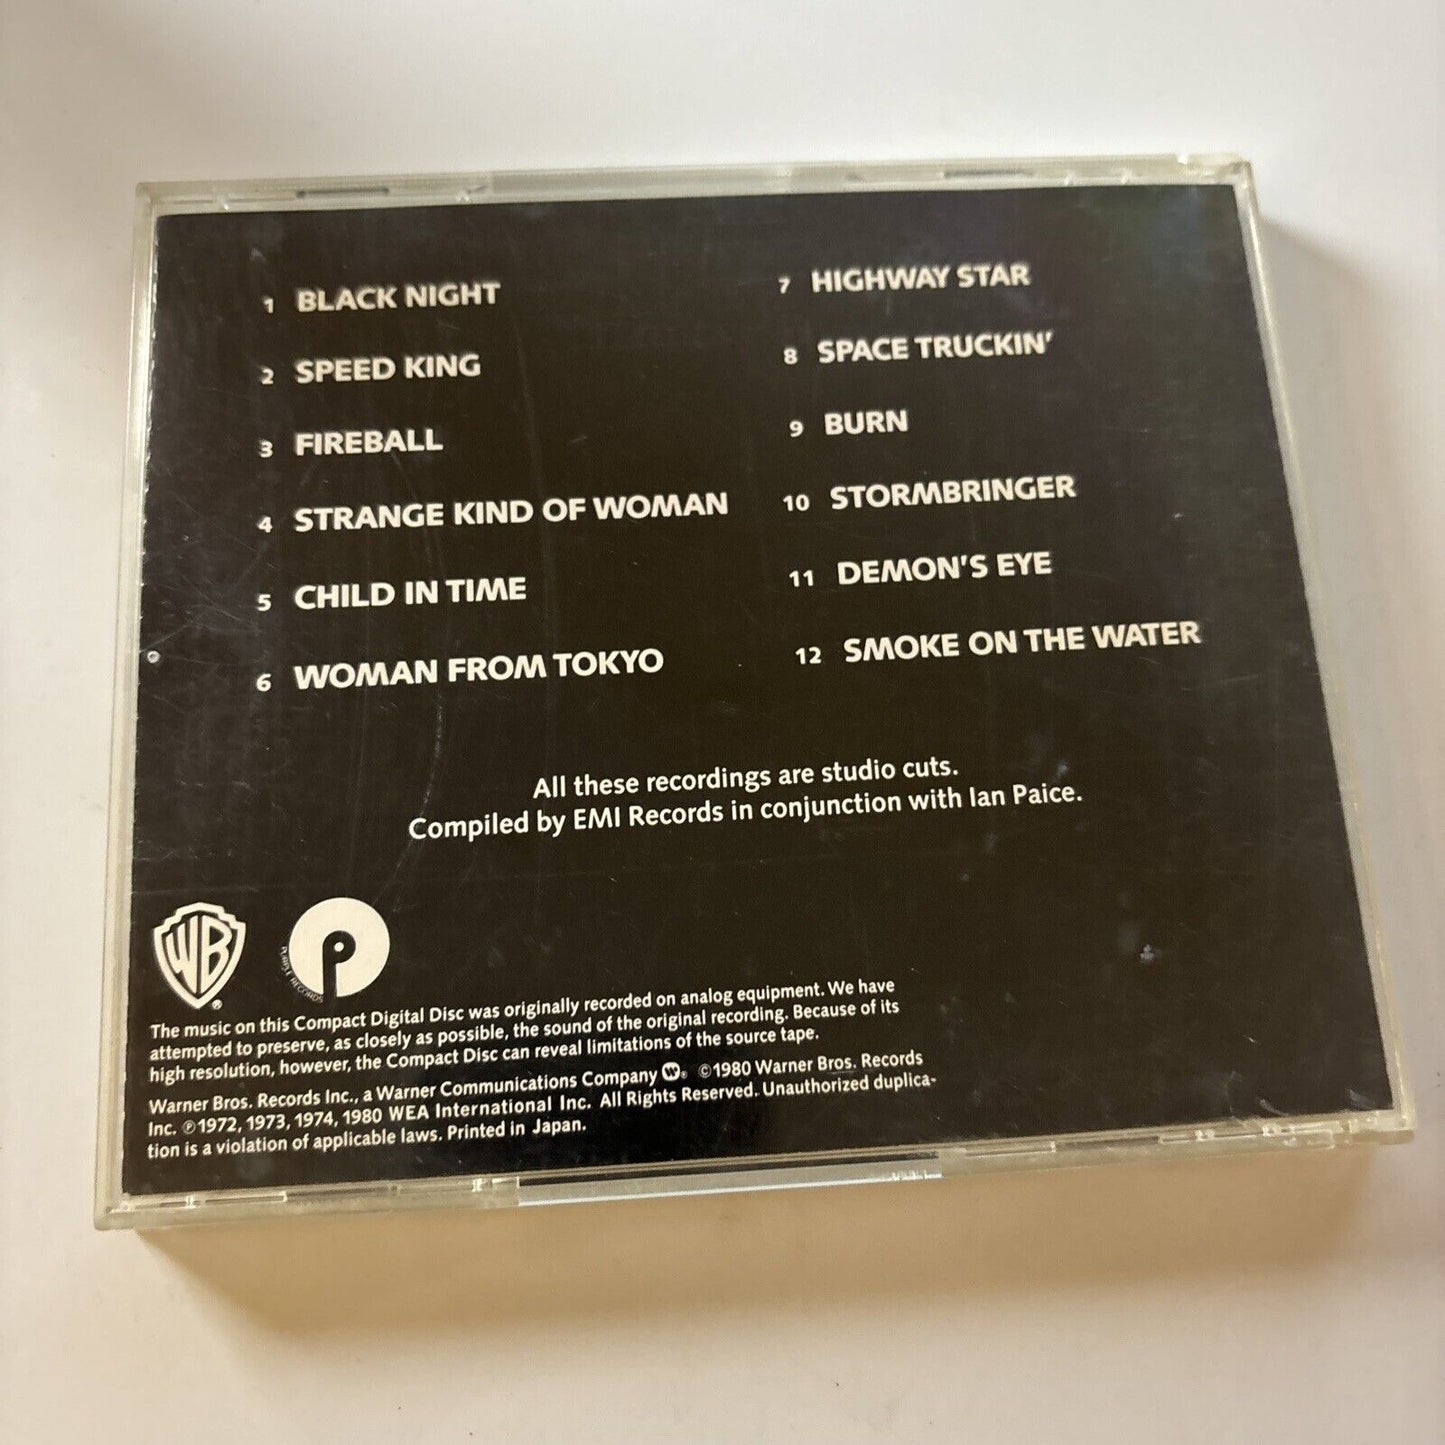 1 BLACK NIGHT
2 SPEED KING
3 FIREBALL
4 STRANGE KIND OF WOMAN
5 CHILD IN TIME
6 WOMAN FROM TOKYO
7 HIGHWAY STAR
8 SPACE TRUCKIN'
9 BURN
10 STORMBRINGER
11 DEMON'S EYE
12 SMOKE ON THE WATER
All these recordings are studio cuts.
Compiled by EMI Records in conjunction with Ian Paice.
WB ®
P
PURPLE RECORDS
The music on this Compact Digital Disc was originally recorded on analog equipment. We have
attempted to preserve, as closely as possible, the sound of the original recording. Because of its
high resolution, however, the Compact Disc can reveal limitations of the source tape.
Warner Bros. Records Inc., a Warner Communications Company W® ©1980 Warner Bros. Records
Inc. ℗1972, 1973, 1974, 1980 WEA International Inc. All Rights Reserved. Unauthorized duplica-
tion is a violation of applicable laws. Printed in Japan.